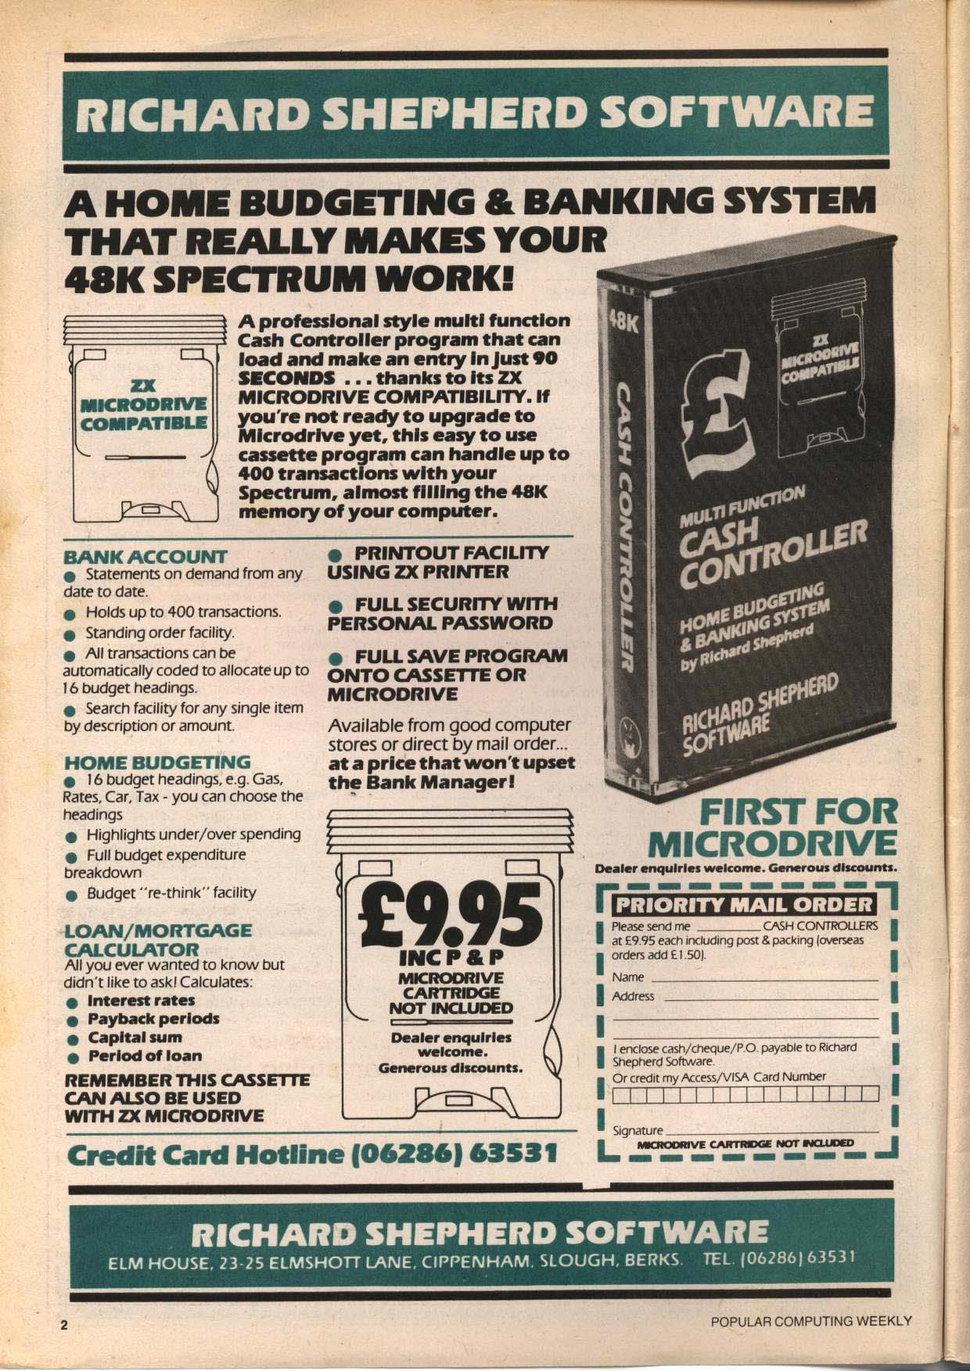 RICHARD SHEPHERD SOFTWARE
A HOME BUDGETING & BANKING SYSTEM
THAT REALLY MAKES YOUR
48K SPECTRUM WORK!
ZX
MICRODRIVE
COMPATIBLE
A professional style multi function
Cash Controller program that can
load and make an entry in just 90
SECONDS ... thanks to its ZX
MICRODRIVE COMPATIBILITY. If
you're not ready to upgrade to
Microdrive yet, this easy to use
cassette program can handle up to
400 transactions with your
Spectrum, almost filling the 48K
memory of your computer.
48K
CASH CONTROLLER
£
ZX
MICRODRIVE
COMPATIBLE
MULTI FUNCTION
CASH
CONTROLLER
HOME BUDGETING
& BANKING SYSTEM
by Richard Shepherd
RICHARD SHEPHERD
SOFTWARE
BANK ACCOUNT
● Statements on demand from any
date to date.
● Holds up to 400 transactions.
● Standing order facility.
● All transactions can be
automatically coded to allocate up to
16 budget headings.
● Search facility for any single item
by description or amount.
HOME BUDGETING
● 16 budget headings, e.g. Gas,
Rates, Car, Tax - you can choose the
headings
● Highlights under/over spending
● Full budget expenditure
breakdown
● Budget "re-think" facility
LOAN/MORTGAGE
CALCULATOR
All you ever wanted to know but
didn't like to ask! Calculates:
● Interest rates
● Payback periods
● Capital sum
● Period of loan
REMEMBER THIS CASSETTE
CAN ALSO BE USED
WITH ZX MICRODRIVE
● PRINTOUT FACILITY
USING ZX PRINTER
● FULL SECURITY WITH
PERSONAL PASSWORD
● FULL SAVE PROGRAM
ONTO CASSETTE OR
MICRODRIVE
Available from good computer
stores or direct by mail order...
at a price that won't upset
the Bank Manager!
£9.95
INC P & P
MICRODRIVE
CARTRIDGE
NOT INCLUDED
Dealer enquiries
welcome.
Generous discounts.
FIRST FOR
MICRODRIVE
Dealer enquiries welcome. Generous discounts.
PRIORITY MAIL ORDER
Please send me CASH CONTROLLERS
at £9.95 each including post & packing (overseas
orders add £1.50).
Name
Address
I enclose cash/cheque/P.O. payable to Richard
Shepherd Software.
Or credit my Access/VISA Card Number
Signature
MICRODRIVE CARTRIDGE NOT INCLUDED
Credit Card Hotline (06286) 63531
RICHARD SHEPHERD SOFTWARE
ELM HOUSE, 23-25 ELMSHOTT LANE, CIPPENHAM, SLOUGH, BERKS. TEL. (06286) 63531
2
POPULAR COMPUTING WEEKLY